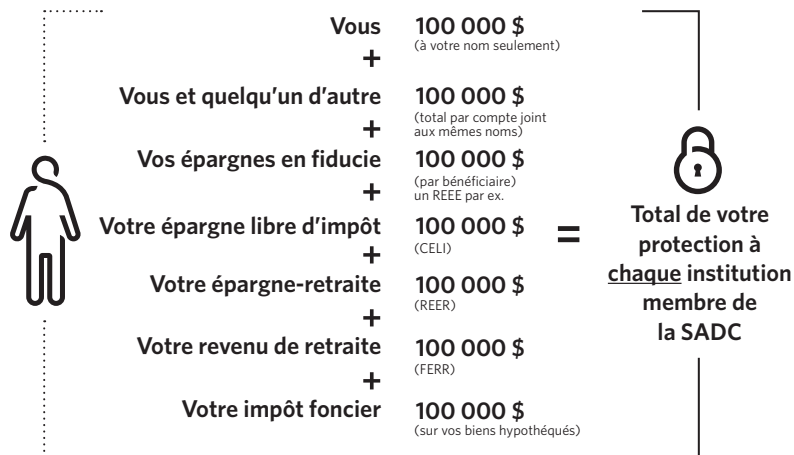 Vous 100 000 $
(à votre nom seulement)
+
Vous et quelqu'un d'autre 100 000 $
(total par compte joint
aux mêmes noms)
+
Vos épargnes en fiducie 100 000 $
(par bénéficiaire)
un REEE par ex.
+
Votre épargne libre d'impôt 100 000 $
(CELI)
+
Votre épargne-retraite 100 000 $
(REER)
+
Votre revenu de retraite 100 000 $
(FERR)
+
Votre impôt foncier 100 000 $
(sur vos biens hypothéqués)
=
Total de votre
protection à
chaque institution
membre de
la SADC